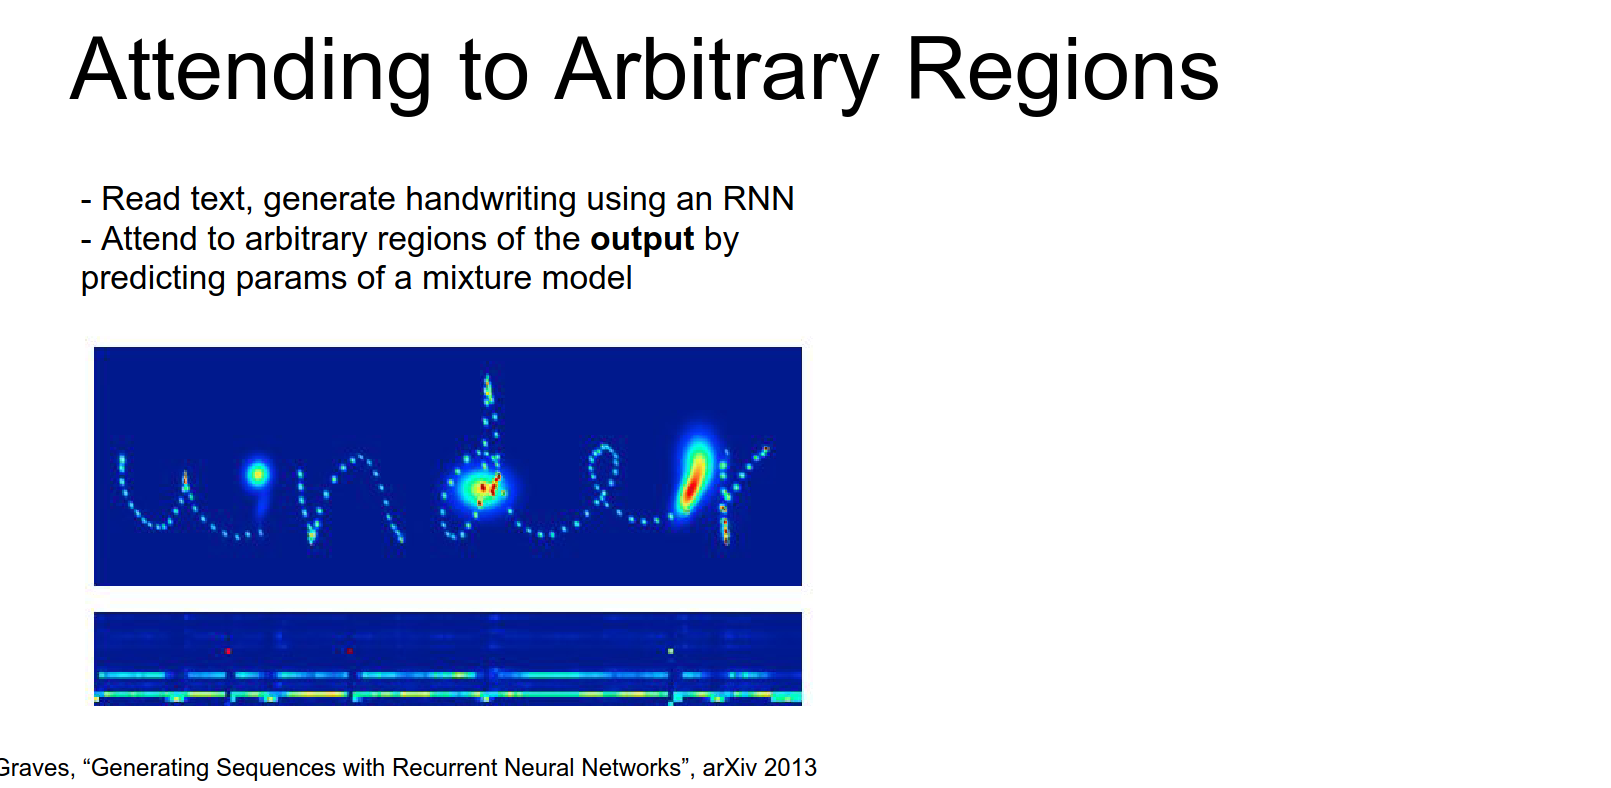 Attending to Arbitrary Regions
- Read text, generate handwriting using an RNN
- Attend to arbitrary regions of the output by
predicting params of a mixture model
under
Graves, “Generating Sequences with Recurrent Neural Networks”, arXiv 2013